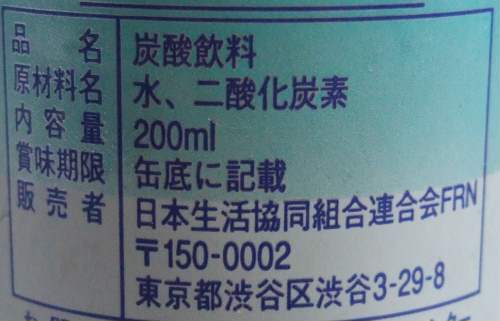 品名 炭酸飲料
原材料名 水、二酸化炭素
内容量 200ml
賞味期限 缶底に記載
販売者 日本生活協同組合連合会FRN
〒150-0002
東京都渋谷区渋谷3-29-8